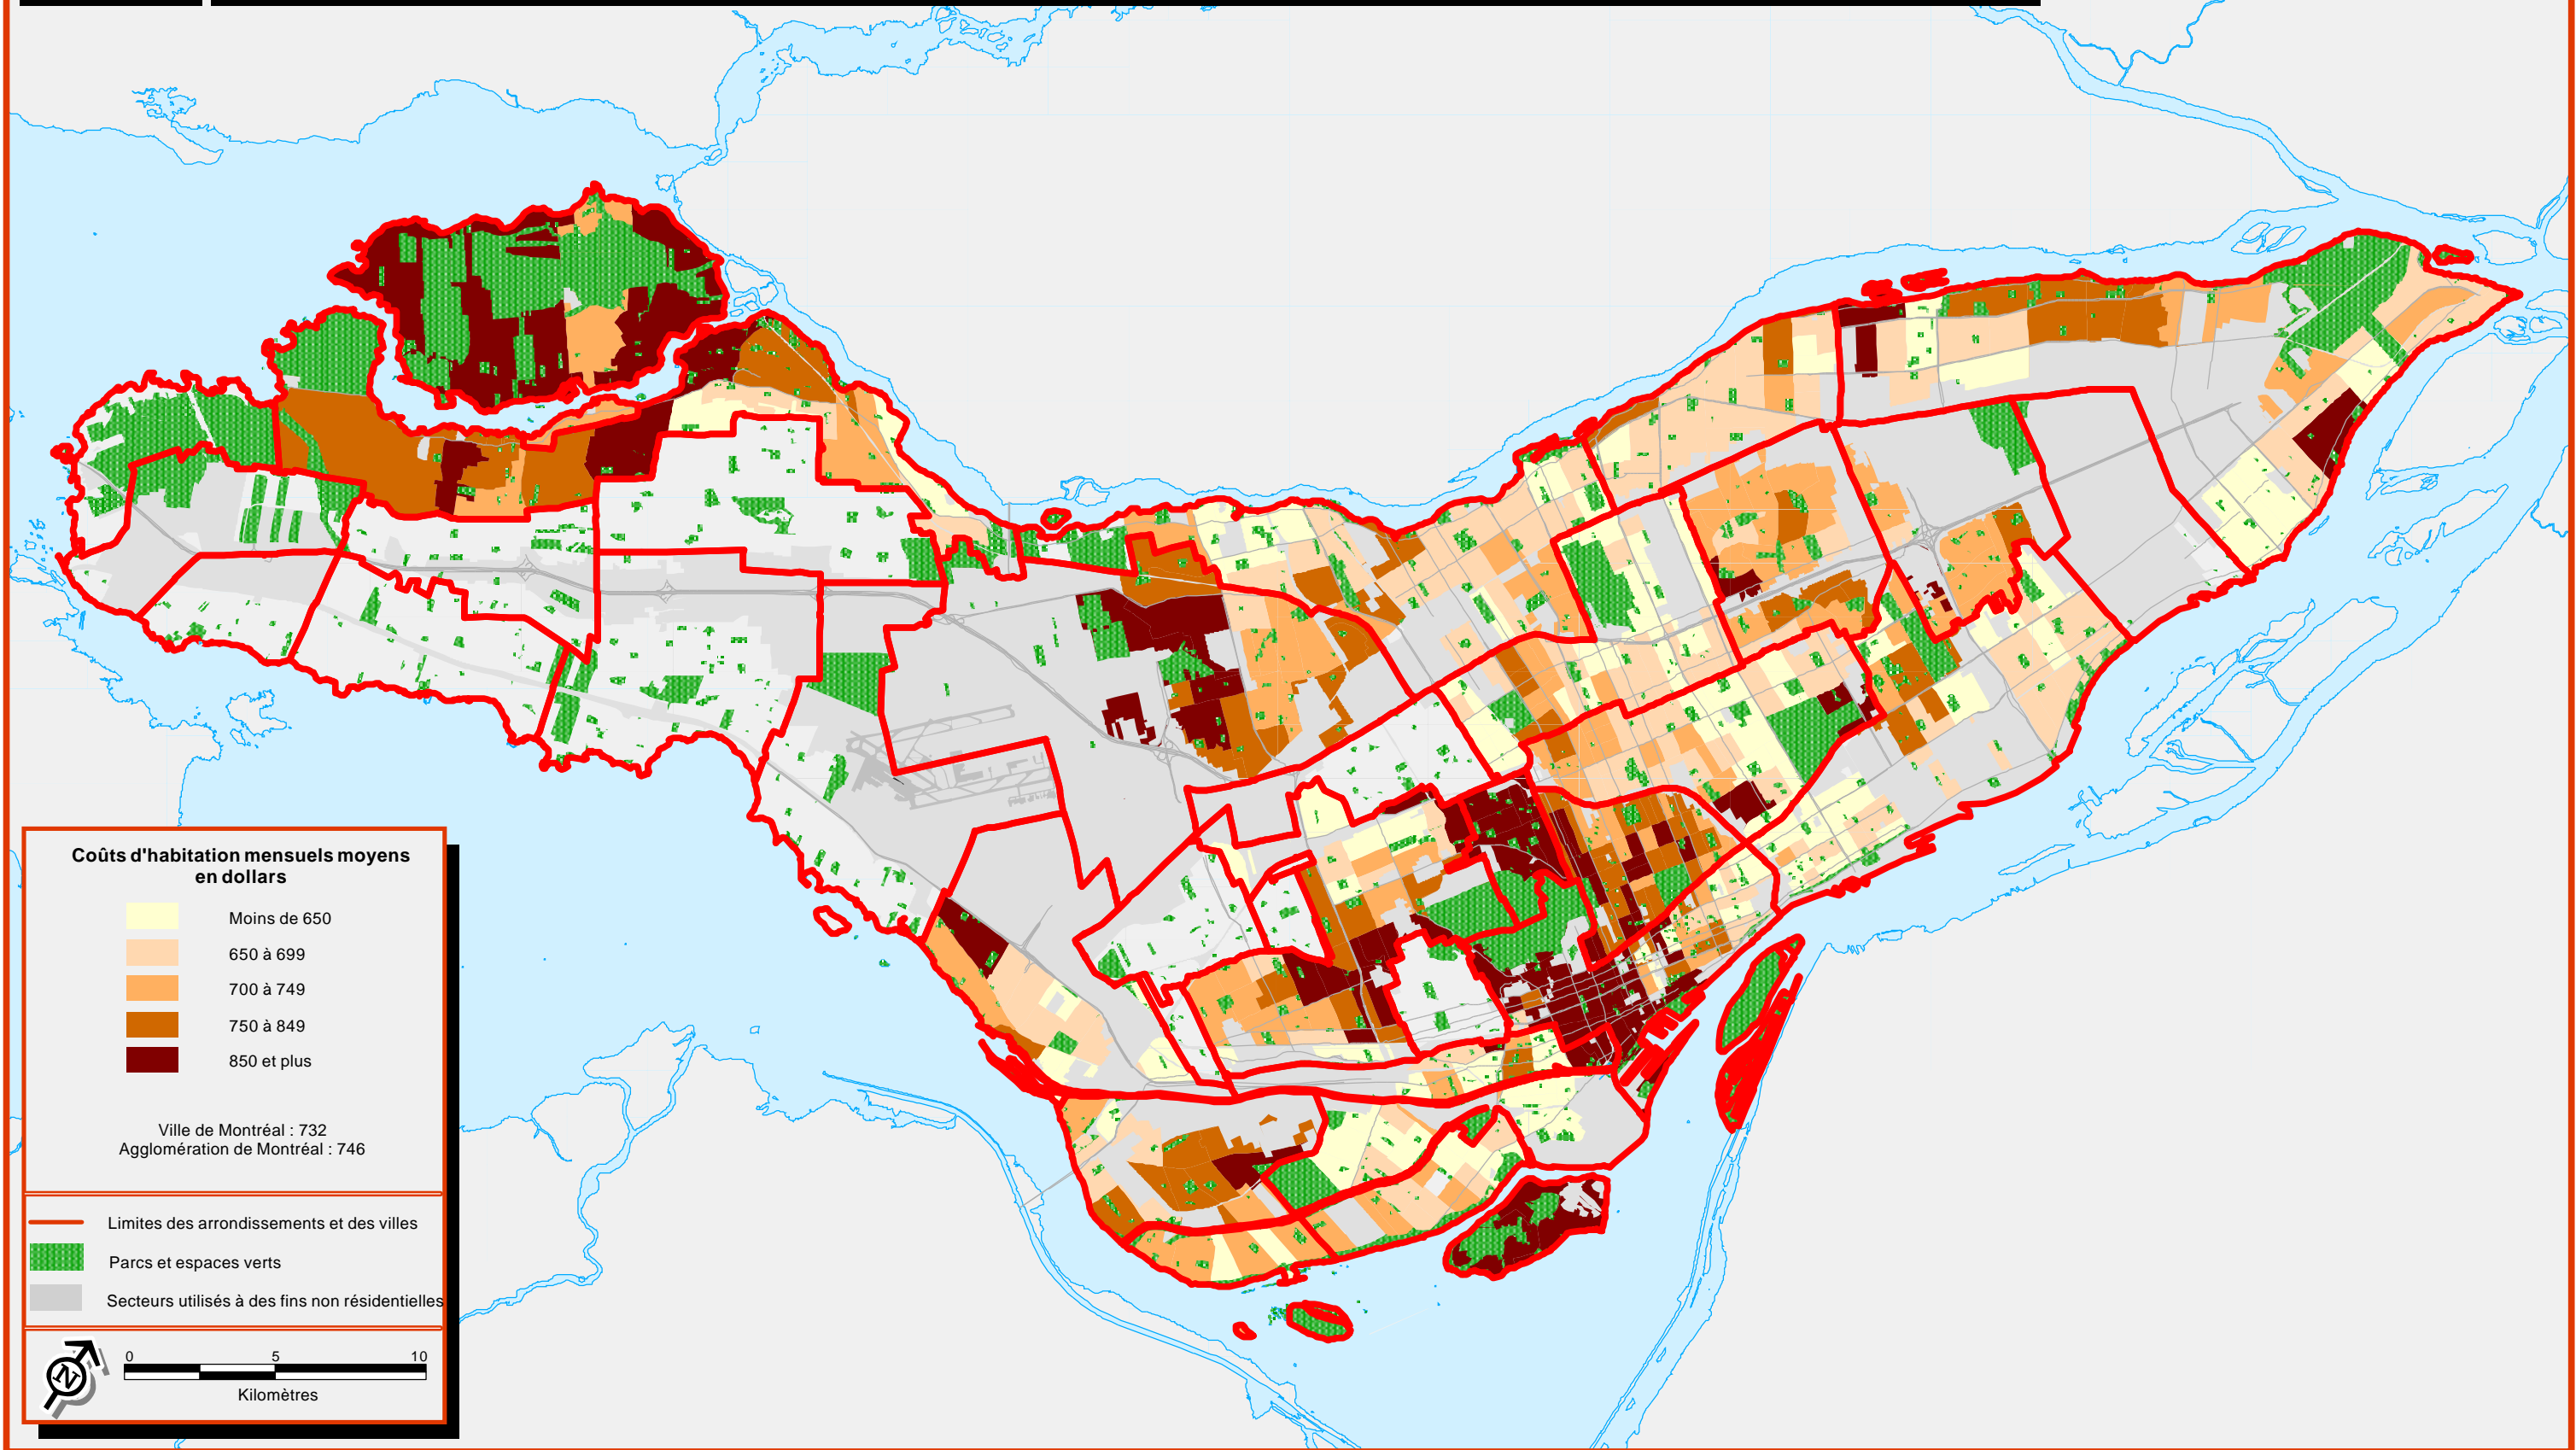 Coûts d'habitation mensuels moyens
en dollars
Moins de 650
650 à 699
700 à 749
750 à 849
850 et plus
Ville de Montréal : 732
Agglomération de Montréal : 746
Limites des arrondissements et des villes
Parcs et espaces verts
Secteurs utilisés à des fins non résidentielles
N
0 5 10
Kilomètres